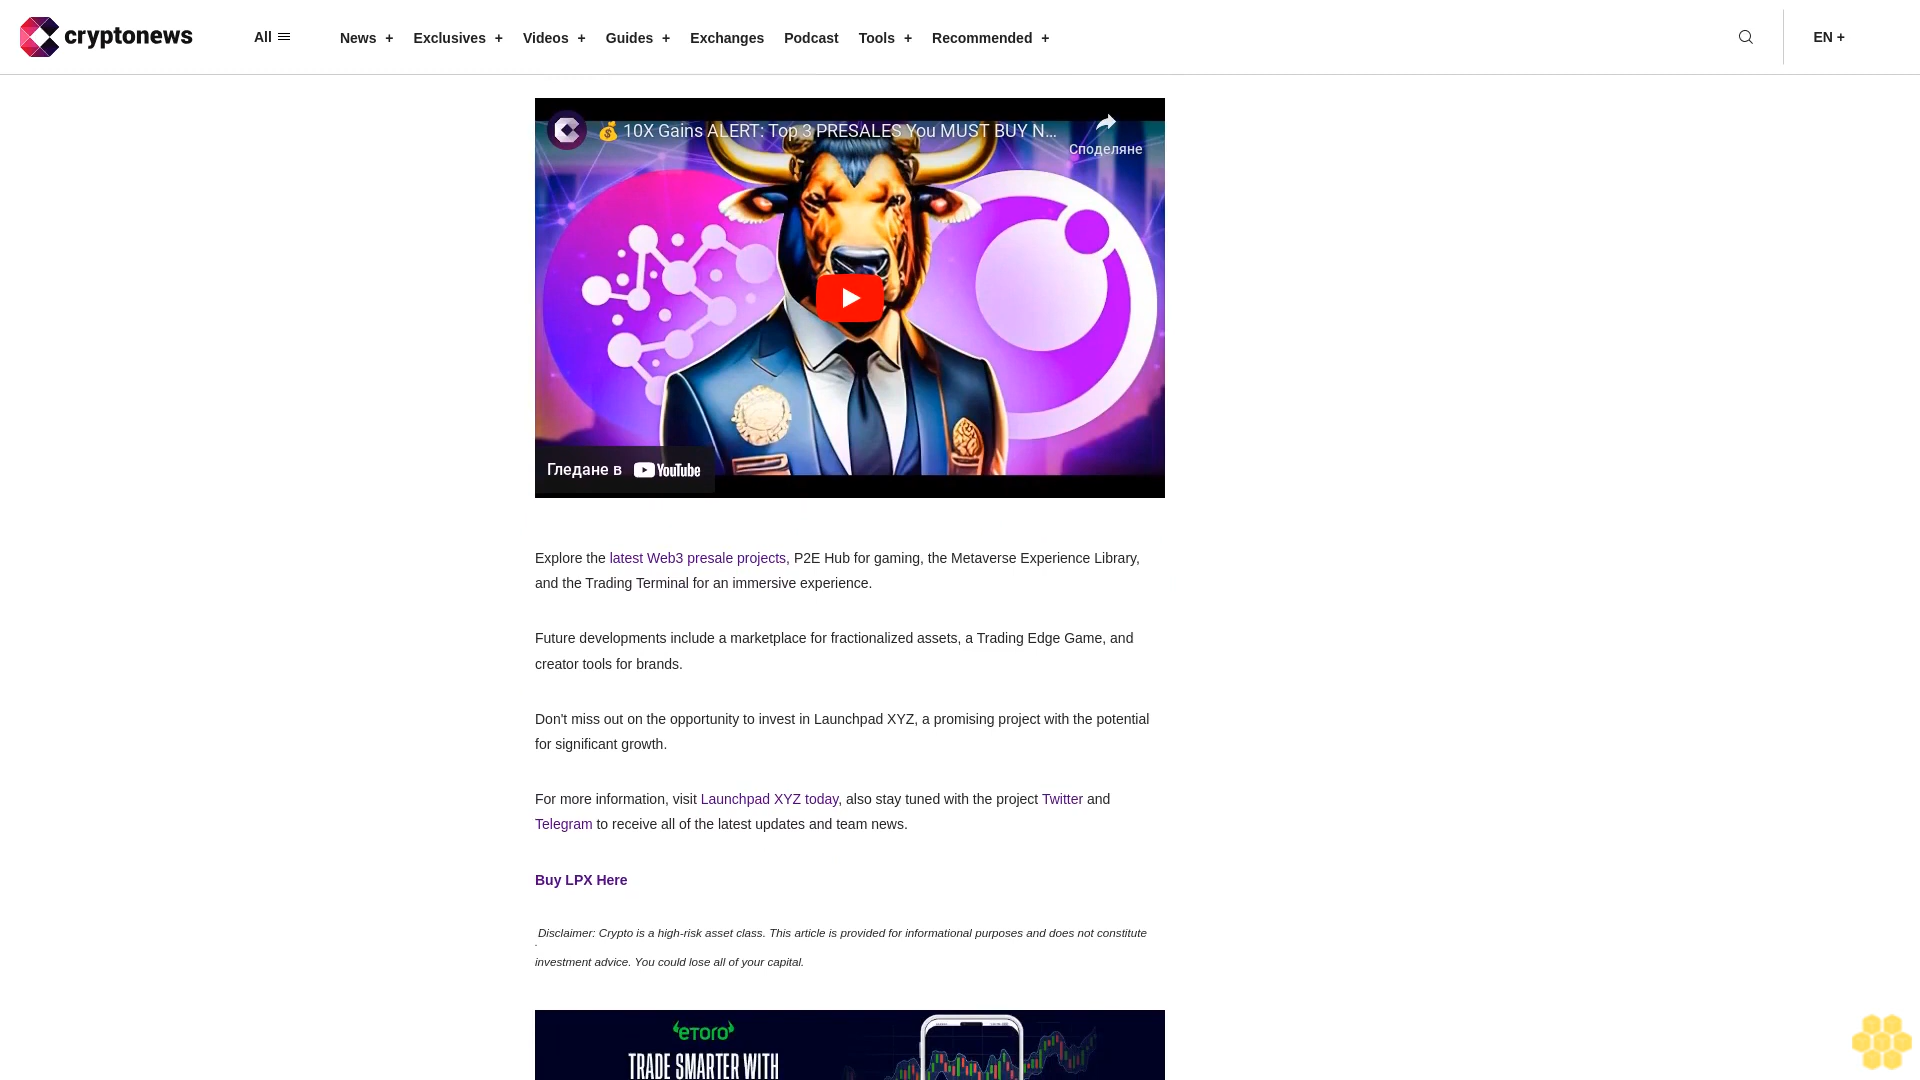 cryptonews
All
News +
Exclusives +
Videos +
Guides +
Exchanges
Podcast
Tools +
Recommended +
EN +
💰 10X Gains ALERT: Top 3 PRESALES You MUST BUY N...
Споделяне
Гледане в YouTube
Explore the latest Web3 presale projects, P2E Hub for gaming, the Metaverse Experience Library,
and the Trading Terminal for an immersive experience.
Future developments include a marketplace for fractionalized assets, a Trading Edge Game, and
creator tools for brands.
Don't miss out on the opportunity to invest in Launchpad XYZ, a promising project with the potential
for significant growth.
For more information, visit Launchpad XYZ today, also stay tuned with the project Twitter and
Telegram to receive all of the latest updates and team news.
Buy LPX Here
Disclaimer: Crypto is a high-risk asset class. This article is provided for informational purposes and does not constitute
investment advice. You could lose all of your capital.
eToro
TRADE SMARTER WITH